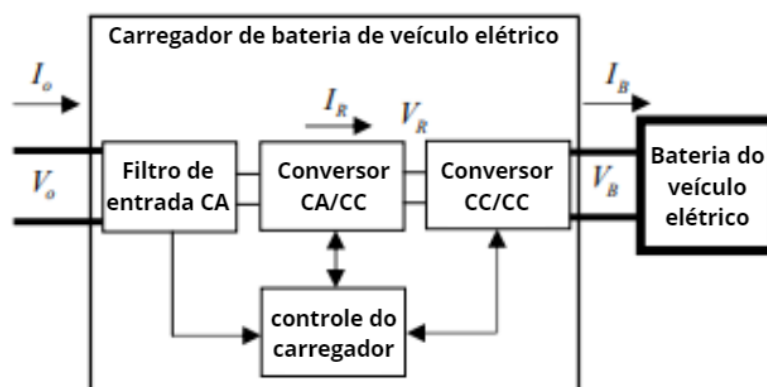 Carregador de bateria de veículo elétrico
I_o
I_R
V_R
I_B
V_o
Filtro de
entrada CA
Conversor
CA/CC
Conversor
CC/CC
V_B
Bateria do
veículo
elétrico
controle do
carregador